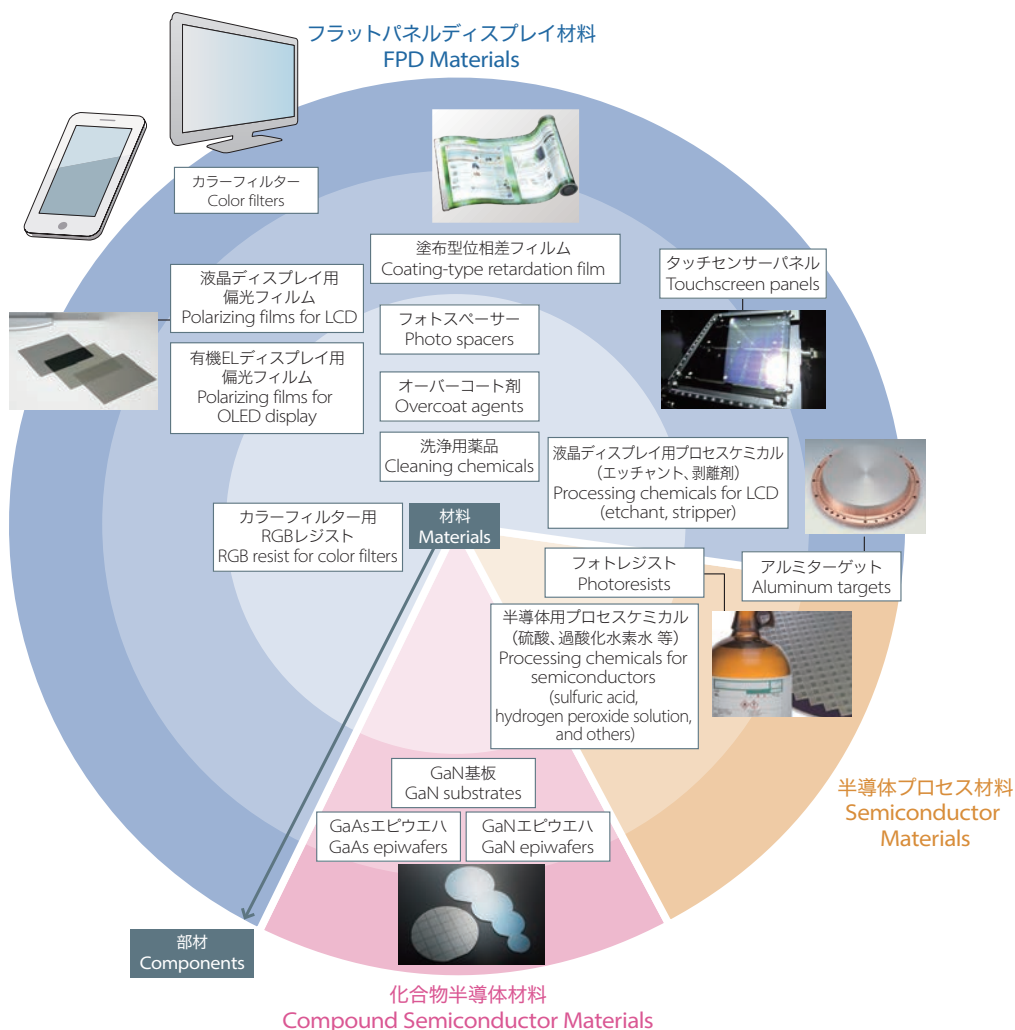 フラットパネルディスプレイ材料
FPD Materials
カラーフィルター
Color filters
塗布型位相差フィルム
Coating-type retardation film
タッチセンサーパネル
Touchscreen panels
液晶ディスプレイ用
偏光フィルム
Polarizing films for LCD
有機ELディスプレイ用
偏光フィルム
Polarizing films for
OLED display
フォトスペーサー
Photo spacers
オーバーコート剤
Overcoat agents
洗浄用薬品
Cleaning chemicals
液晶ディスプレイ用プロセスケミカル
(エッチャント、剥離剤)
Processing chemicals for LCD
(etchant, stripper)
カラーフィルター用
RGBレジスト
RGB resist for color filters
材料
Materials
フォトレジスト
Photoresists
アルミターゲット
Aluminum targets
半導体用プロセスケミカル
(硫酸、過酸化水素水 等)
Processing chemicals for
semiconductors
(sulfuric acid,
hydrogen peroxide solution,
and others)
半導体プロセス材料
Semiconductor
Materials
GaN基板
GaN substrates
GaAsエピウエハ
GaAs epiwafers
GaNエピウエハ
GaN epiwafers
部材
Components
化合物半導体材料
Compound Semiconductor Materials